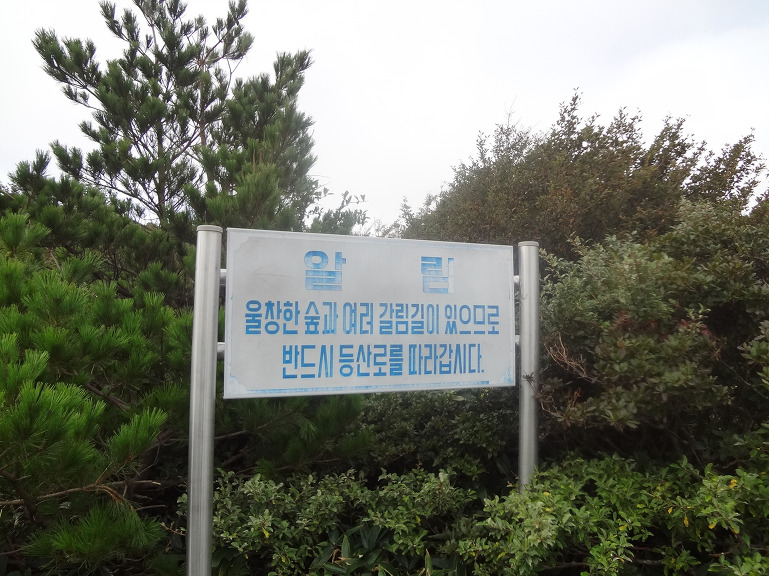 알 림
울창한 숲과 여러 갈림길이 있으므로
반드시 등산로를 따라갑시다.